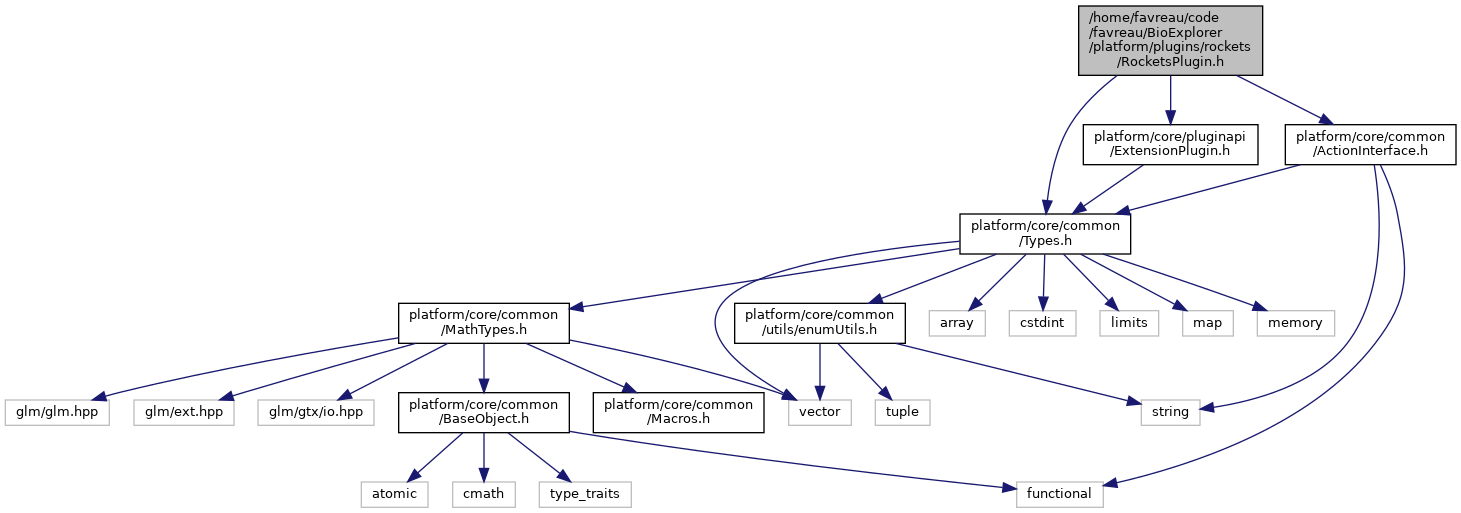 /home/favreau/code
/favreau/BioExplorer
/platform/plugins/rockets
/RocketsPlugin.h
platform/core/pluginapi
/ExtensionPlugin.h
platform/core/common
/ActionInterface.h
platform/core/common
/Types.h
platform/core/common
/MathTypes.h
platform/core/common
/utils/enumUtils.h
array
cstdint
limits
map
memory
glm/glm.hpp
glm/ext.hpp
glm/gtx/io.hpp
platform/core/common
/BaseObject.h
platform/core/common
/Macros.h
vector
tuple
string
atomic
cmath
type_traits
functional